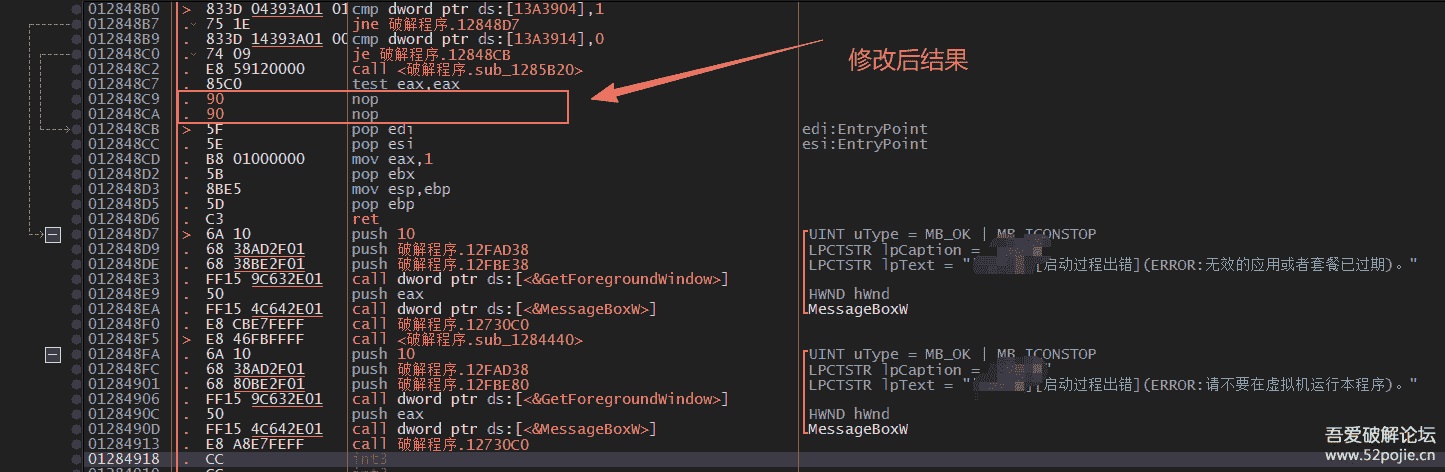 012848B0 > 833D 04393A01 01 cmp dword ptr ds:[13A3904],1
012848B7 . 75 1E jne 破解程序.12848D7
012848B9 . 833D 14393A01 00 cmp dword ptr ds:[13A3914],0
012848C0 . 74 09 je 破解程序.12848CB
修改后结果
012848C2 . E8 59120000 call <破解程序.sub_1285B20>
012848C7 . 85C0 test eax,eax
012848C9 . 90 nop
012848CA . 90 nop
012848CB > 5F pop edi edi:EntryPoint
012848CC . 5E pop esi esi:EntryPoint
012848CD . B8 01000000 mov eax,1
012848D2 . 5B pop ebx
012848D3 . 8BE5 mov esp,ebp
012848D5 . 5D pop ebp
012848D6 . C3 ret
012848D7 > 6A 10 push 10 UINT uType = MB_OK | MB_ICONSTOP
012848D9 . 68 38AD2F01 push 破解程序.12FAD38 LPCTSTR lpCaption =
012848DE . 68 38BE2F01 push 破解程序.12FBE38 LPCTSTR lpText = "[启动过程出错](ERROR:无效的应用或者套餐已过期)。"
012848E3 . FF15 9C632E01 call dword ptr ds:[<&GetForegroundWindow>]
012848E9 . 50 push eax HWND hWnd
012848EA . FF15 4C642E01 call dword ptr ds:[<&MessageBoxW>] MessageBoxW
012848F0 . E8 CBE7FEFF call 破解程序.12730C0
012848F5 > E8 46FBFFFF call <破解程序.sub_1284440>
012848FA . 6A 10 push 10 UINT uType = MB_OK | MB_ICONSTOP
012848FC . 68 38AD2F01 push 破解程序.12FAD38 LPCTSTR lpCaption = "
01284901 . 68 80BE2F01 push 破解程序.12FBE80 LPCTSTR lpText = "[启动过程出错](ERROR:请不要在虚拟机运行本程序)。"
01284906 . FF15 9C632E01 call dword ptr ds:[<&GetForegroundWindow>]
0128490C . 50 push eax HWND hWnd
0128490D . FF15 4C642E01 call dword ptr ds:[<&MessageBoxW>] MessageBoxW
01284913 . E8 A8E7FEFF call 破解程序.12730C0
01284918 . CC int3
吾爱破解论坛
www.52pojie.cn